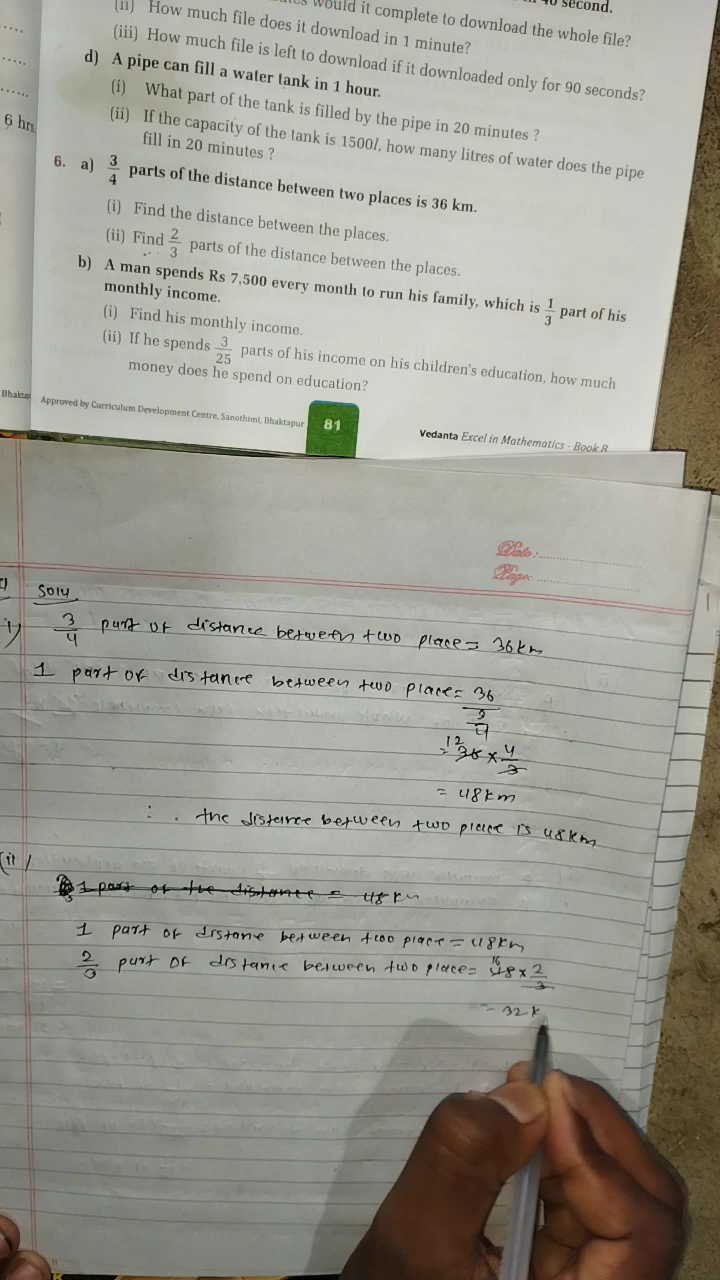 40 second.
would it complete to download the whole file?
(ii) How much file does it download in 1 minute?
(iii) How much file is left to download if it downloaded only for 90 seconds?
d) A pipe can fill a water tank in 1 hour.
(i) What part of the tank is filled by the pipe in 20 minutes ?
(ii) If the capacity of the tank is 1500l, how many litres of water does the pipe
fill in 20 minutes ?
6 hrs
6. a) 3/4 parts of the distance between two places is 36 km.
(i) Find the distance between the places.
(ii) Find 2/3 parts of the distance between the places.
b) A man spends Rs 7,500 every month to run his family, which is 1/3 part of his
monthly income.
(i) Find his monthly income.
(ii) If he spends 3/25 parts of his income on his children's education, how much
money does he spend on education?
Approved by Curriculum Development Centre, Sanothimi, Bhaktapur
81
Vedanta Excel in Mathematics - Book 8
Date:
Page:
Soly
i) 3/4 part of distance between two place = 36km
1 part of distance between two place = 36
3/4
= 12 36 × 4/3
= 48km
∴ the distance between two place is 48km
(ii)
1 part of the distance = 48 km
1 part of distance between two place = 48km
2/3 part of distance between two place = 16 48 × 2/3
= 32 k